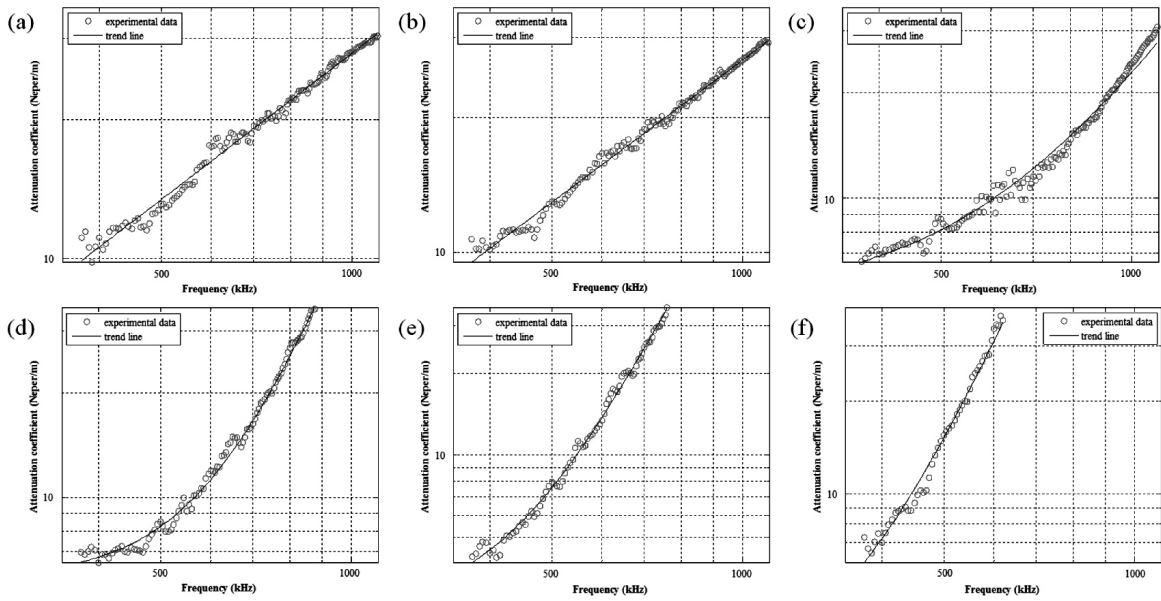 (a)
experimental data
trend line
Attenuation coefficient (Neper/m)
10
500
1000
Frequency (kHz)
(b)
experimental data
trend line
Attenuation coefficient (Neper/m)
10
500
1000
Frequency (kHz)
(c)
experimental data
trend line
Attenuation coefficient (Neper/m)
10
500
1000
Frequency (kHz)
(d)
experimental data
trend line
Attenuation coefficient (Neper/m)
10
500
1000
Frequency (kHz)
(e)
experimental data
trend line
Attenuation coefficient (Neper/m)
10
500
1000
Frequency (kHz)
(f)
experimental data
trend line
Attenuation coefficient (Neper/m)
10
500
1000
Frequency (kHz)